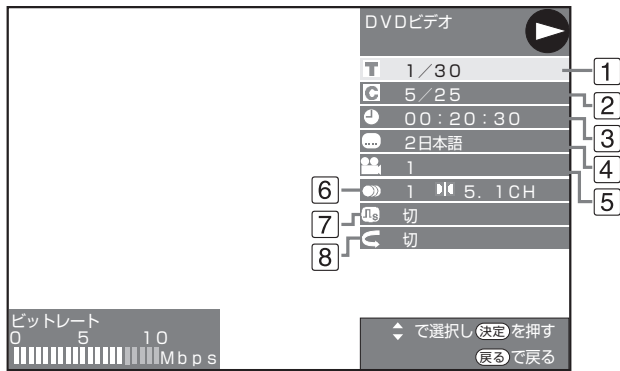 DVDビデオ
T 1/30 1
C 5/25 2
00:20:30 3
2日本語 4
1 5
6 1 5.1CH
7 切
8 切
ビットレート
0 5 10
Mbps
で選択し 決定 を押す
戻る で戻る